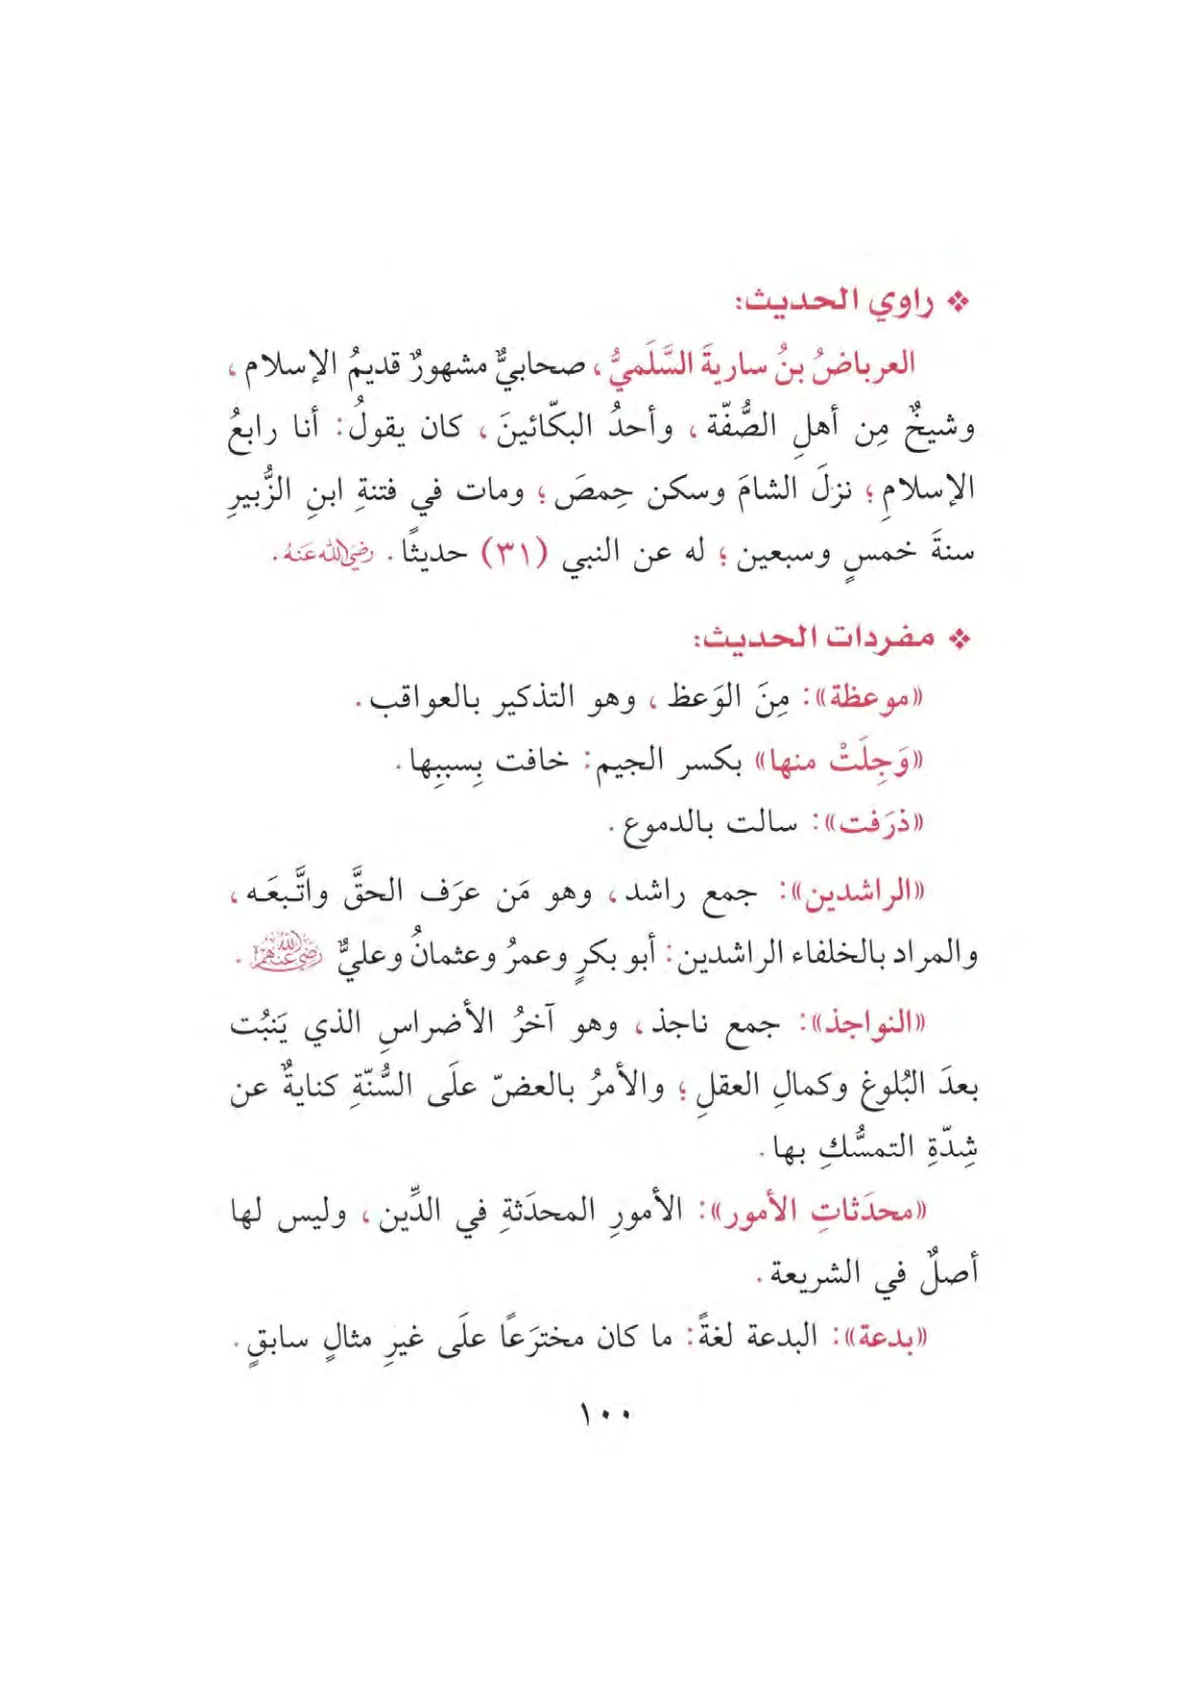 ❖ راوي الحديث:
العرباضُ بنُ ساريةَ السَّلَميُّ، صحابيٌّ مشهورٌ قديمُ الإسلام،
وشيخٌ مِن أهلِ الصُّفّة، وأحدُ البكّائينَ، كان يقولُ: أنا رابعُ
الإسلامِ؛ نزلَ الشامَ وسكن حِمصَ؛ ومات في فتنةِ ابنِ الزُّبيرِ
سنةَ خمسٍ وسبعين؛ له عن النبي (٣١) حديثًا. رَضِيَ اللهُ عَنهُ.
❖ مفردات الحديث:
«موعظة»: مِنَ الوَعظ، وهو التذكير بالعواقب.
«وَجِلَتْ منها» بكسر الجيم: خافت بِسببِها.
«ذرَفت»: سالت بالدموع.
«الراشدين»: جمع راشد، وهو مَن عرَف الحقَّ واتَّبعَـه،
والمراد بالخلفاء الراشدين: أبو بكرٍ وعمرُ وعثمانُ وعليٌّ رَضِيَ اللهُ عَنهُم.
«النواجذ»: جمع ناجذ، وهو آخرُ الأضراسِ الذي يَنبُت
بعدَ البُلوغِ وكمالِ العقلِ؛ والأمرُ بالعضّ علَى السُّنّةِ كنايةٌ عن
شِدّةِ التمسُّكِ بها.
«محدَثاتِ الأمور»: الأمورِ المحدَثةِ في الدِّين، وليس لها
أصلٌ في الشريعة.
«بدعة»: البدعة لغةً: ما كان مخترَعًا علَى غيرِ مثالٍ سابقٍ.
١٠٠